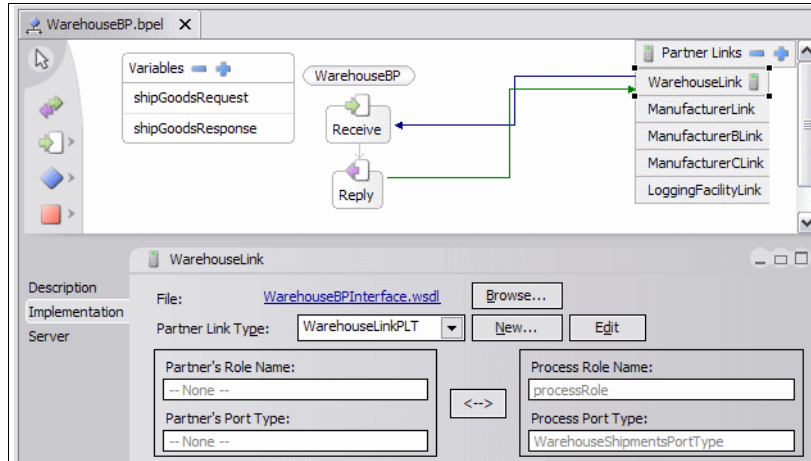 WarehouseBP.bpel
Variables
shipGoodsRequest
shipGoodsResponse
WarehouseBP
Receive
Reply
Partner Links
WarehouseLink
ManufacturerLink
ManufacturerBLink
ManufacturerCLink
LoggingFacilityLink
WarehouseLink
Description
Implementation
Server
File: WarehouseBPInterface.wsdl Browse...
Partner Link Type: WarehouseLinkPLT New... Edit
Partner's Role Name:
-- None --
Partner's Port Type:
-- None --
<-->
Process Role Name:
processRole
Process Port Type:
WarehouseShipmentsPortType